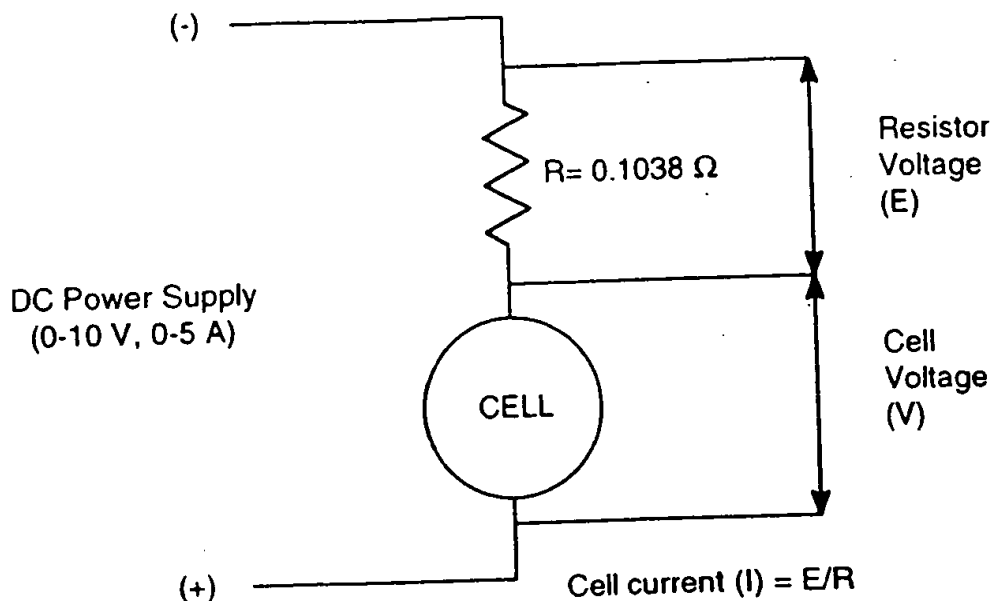 (-)
Resistor
Voltage
(E)
R= 0.1038 Ω
DC Power Supply
(0-10 V, 0-5 A)
CELL
Cell
Voltage
(V)
(+)
Cell current (I) = E/R